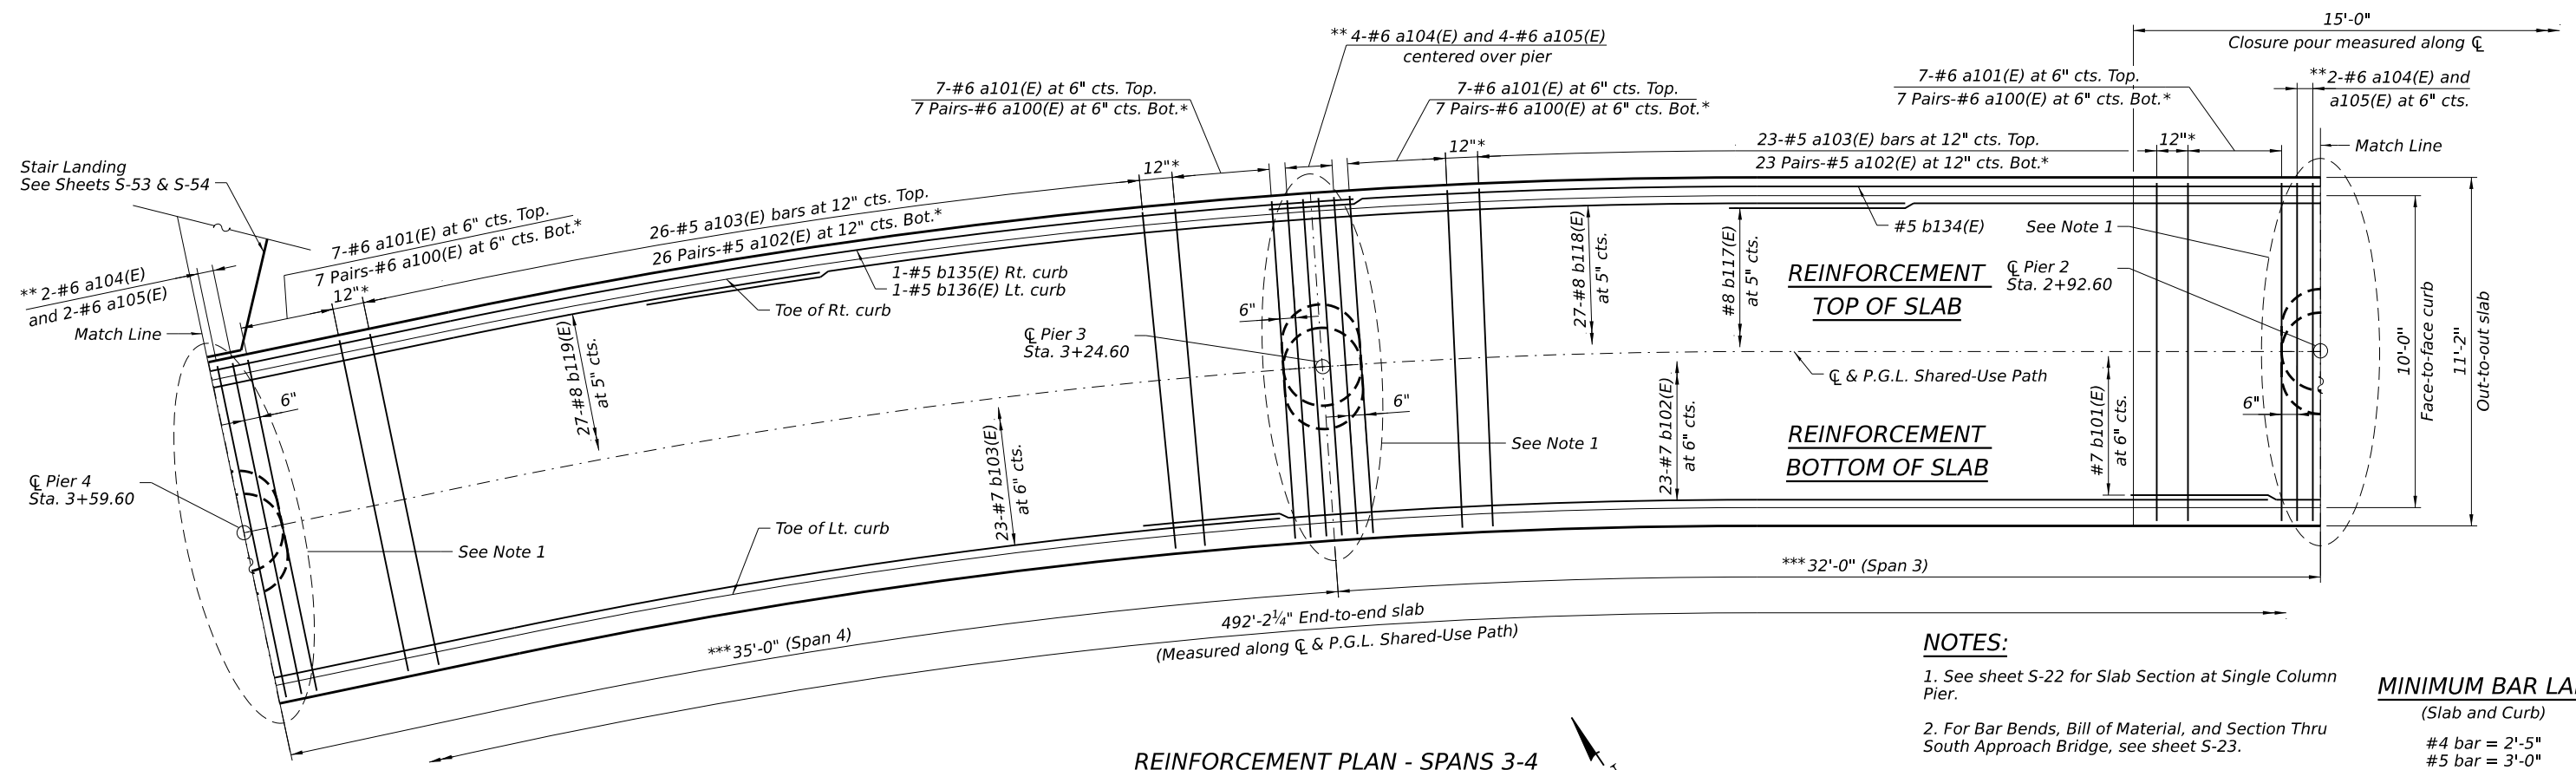 15'-0"
Closure pour measured along ℄
** 4-#6 a104(E) and 4-#6 a105(E)
centered over pier
7-#6 a101(E) at 6" cts. Top.
7 Pairs-#6 a100(E) at 6" cts. Bot.*
7-#6 a101(E) at 6" cts. Top.
7 Pairs-#6 a100(E) at 6" cts. Bot.*
7-#6 a101(E) at 6" cts. Top.
7 Pairs-#6 a100(E) at 6" cts. Bot.*
**2-#6 a104(E) and
a105(E) at 6" cts.
12"*
12"*
12"*
23-#5 a103(E) bars at 12" cts. Top.
23 Pairs-#5 a102(E) at 12" cts. Bot.*
Match Line
Stair Landing
See Sheets S-53 & S-54
7-#6 a101(E) at 6" cts. Top.
7 Pairs-#6 a100(E) at 6" cts. Bot.*
26-#5 a103(E) bars at 12" cts. Top.
26 Pairs-#5 a102(E) at 12" cts. Bot.*
** 2-#6 a104(E)
and 2-#6 a105(E)
12"*
Match Line
1-#5 b135(E) Rt. curb
1-#5 b136(E) Lt. curb
Toe of Rt. curb
27-#8 b119(E)
at 5" cts.
6"
℄ Pier 3
Sta. 3+24.60
6"
27-#8 b118(E)
at 5" cts.
#8 b117(E)
at 5" cts.
#5 b134(E)
See Note 1
REINFORCEMENT
TOP OF SLAB
℄ Pier 2
Sta. 2+92.60
10'-0"
Face-to-face curb
11'-2"
Out-to-out slab
℄ & P.G.L. Shared-Use Path
6"
6"
23-#7 b102(E)
at 6" cts.
REINFORCEMENT
BOTTOM OF SLAB
#7 b101(E)
at 6" cts.
See Note 1
23-#7 b103(E)
at 6" cts.
℄ Pier 4
Sta. 3+59.60
See Note 1
Toe of Lt. curb
***32'-0" (Span 3)
***35'-0" (Span 4)
492'-2¼" End-to-end slab
(Measured along ℄ & P.G.L. Shared-Use Path)
NOTES:
1. See sheet S-22 for Slab Section at Single Column
Pier.
2. For Bar Bends, Bill of Material, and Section Thru
South Approach Bridge, see sheet S-23.
MINIMUM BAR LA
(Slab and Curb)
#4 bar = 2'-5"
#5 bar = 3'-0"
REINFORCEMENT PLAN - SPANS 3-4